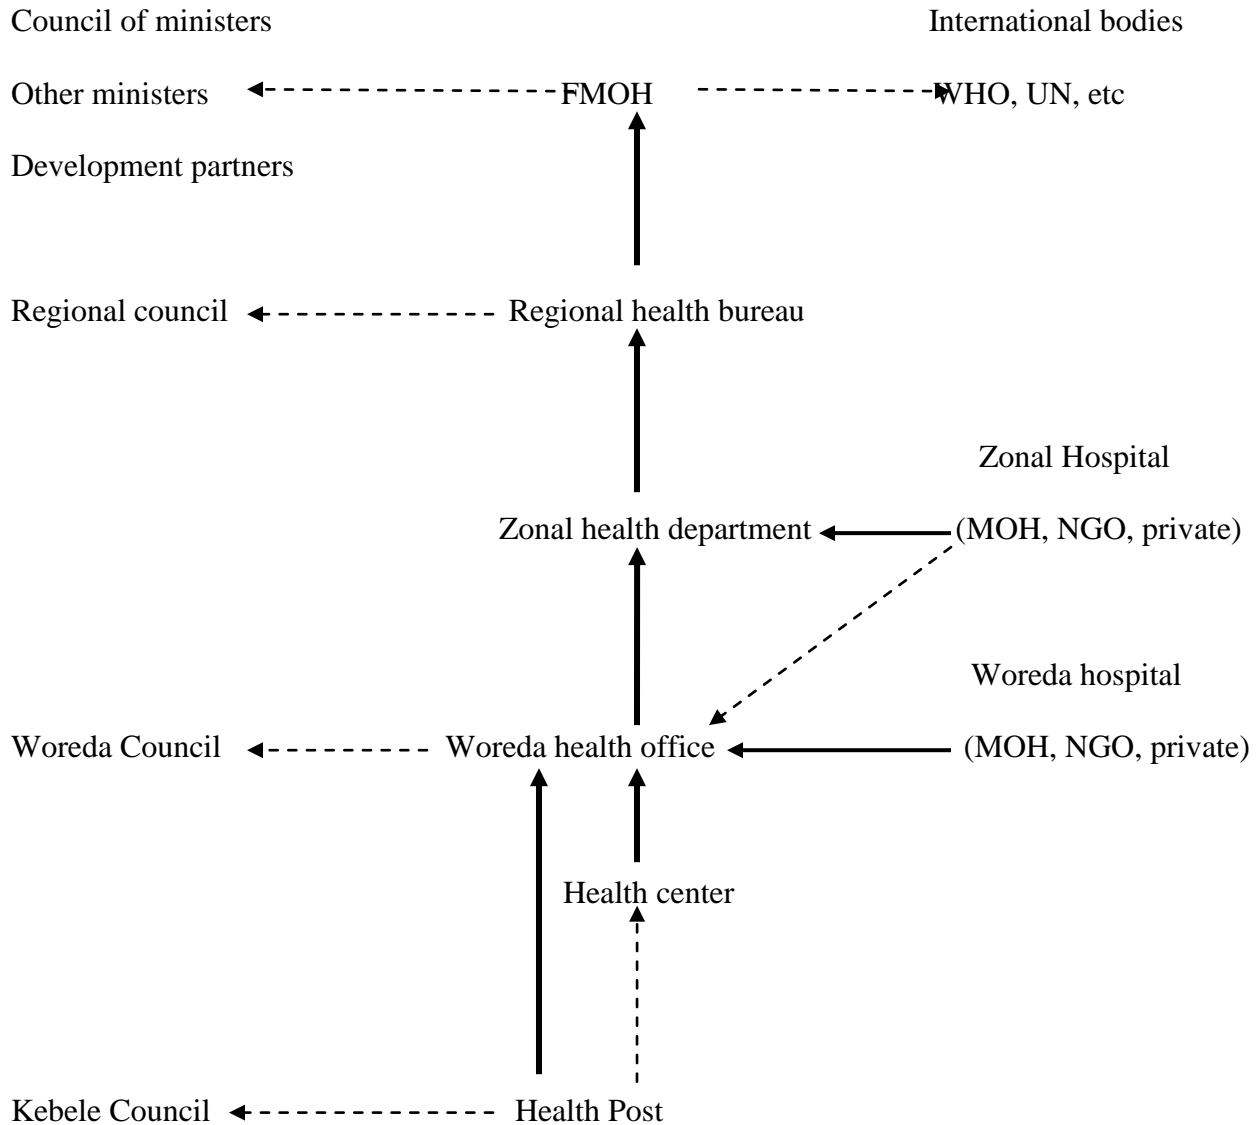 Council of ministers
International bodies
Other ministers
FMOH
WHO, UN, etc
Development partners
Regional council
Regional health bureau
Zonal Hospital
Zonal health department
(MOH, NGO, private)
Woreda hospital
Woreda Council
Woreda health office
(MOH, NGO, private)
Health center
Kebele Council
Health Post